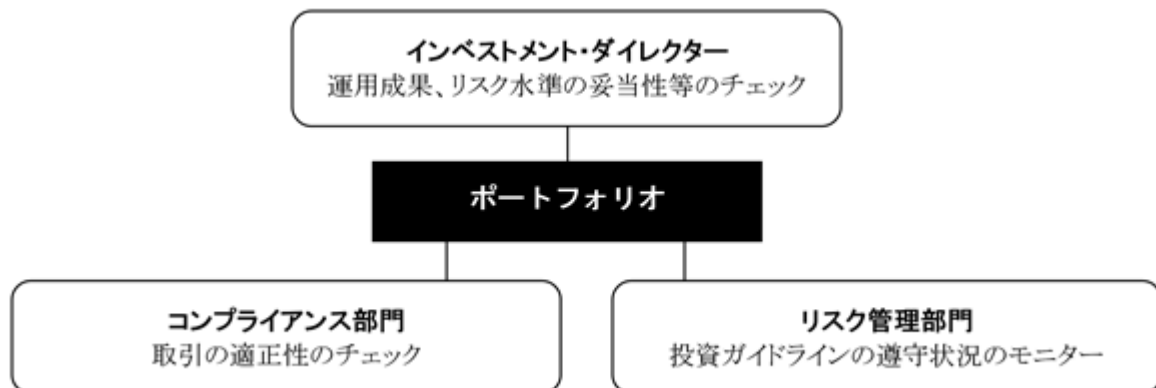 インベストメント・ダイレクター
運用成果、リスク水準の妥当性等のチェック
ポートフォリオ
コンプライアンス部門
取引の適正性のチェック
リスク管理部門
投資ガイドラインの遵守状況のモニター